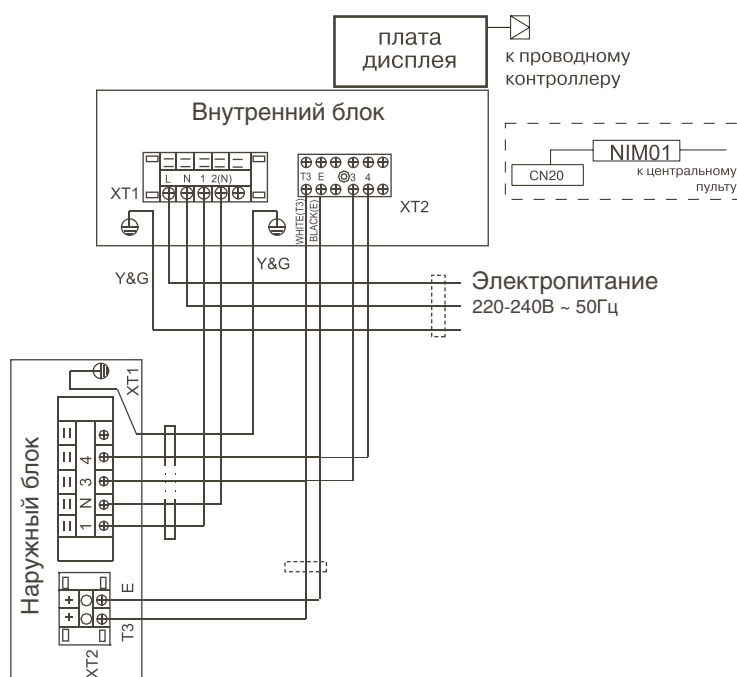 плата
дисплея
к проводному
контроллеру
Внутренний блок
NIM01
CN20
к центральному
пульту
L N 1 2(N)
XT1
T3 E 3 4
XT2
WHITE(T3)
BLACK(E)
Y&G
Y&G
Электропитание
220-240В ~ 50Гц
XT1
Наружный блок
4
3
N
1
E
T3
XT2